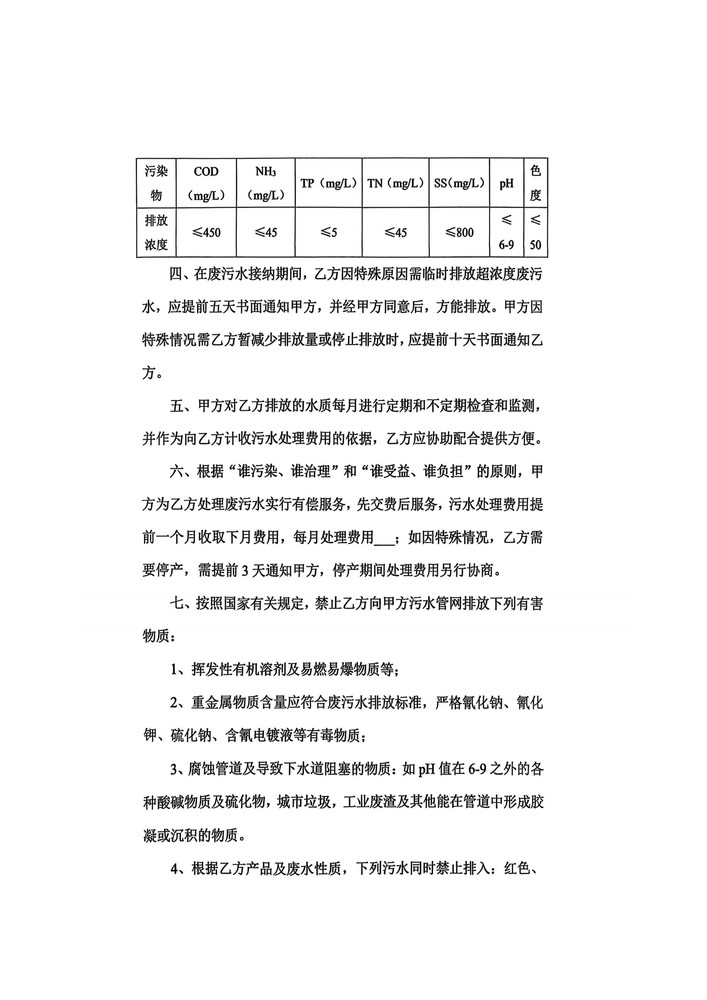 污染物 COD（mg/L） NH3（mg/L） TP（mg/L） TN（mg/L） SS(mg/L） pH 色度
排放浓度 ≤450 ≤45 ≤5 ≤45 ≤800 ≤6-9 ≤50
四、在废污水接纳期间，乙方因特殊原因需临时排放超浓度废污
水，应提前五天书面通知甲方，并经甲方同意后，方能排放。甲方因
特殊情况需乙方暂减少排放量或停止排放时，应提前十天书面通知乙
方。
五、甲方对乙方排放的水质每月进行定期和不定期检查和监测，
并作为向乙方计收污水处理费用的依据，乙方应协助配合提供方便。
六、根据“谁污染、谁治理”和“谁受益、谁负担”的原则，甲
方为乙方处理废污水实行有偿服务，先交费后服务，污水处理费用提
前一个月收取下月费用，每月处理费用___；如因特殊情况，乙方需
要停产，需提前 3 天通知甲方，停产期间处理费用另行协商。
七、按照国家有关规定，禁止乙方向甲方污水管网排放下列有害
物质：
1、挥发性有机溶剂及易燃易爆物质等；
2、重金属物质含量应符合废污水排放标准，严格氰化钠、氰化
钾、硫化钠、含氰电镀液等有毒物质；
3、腐蚀管道及导致下水道阻塞的物质：如 pH 值在 6-9 之外的各
种酸碱物质及硫化物，城市垃圾，工业废渣及其他能在管道中形成胶
凝或沉积的物质。
4、根据乙方产品及废水性质，下列污水同时禁止排入：红色、